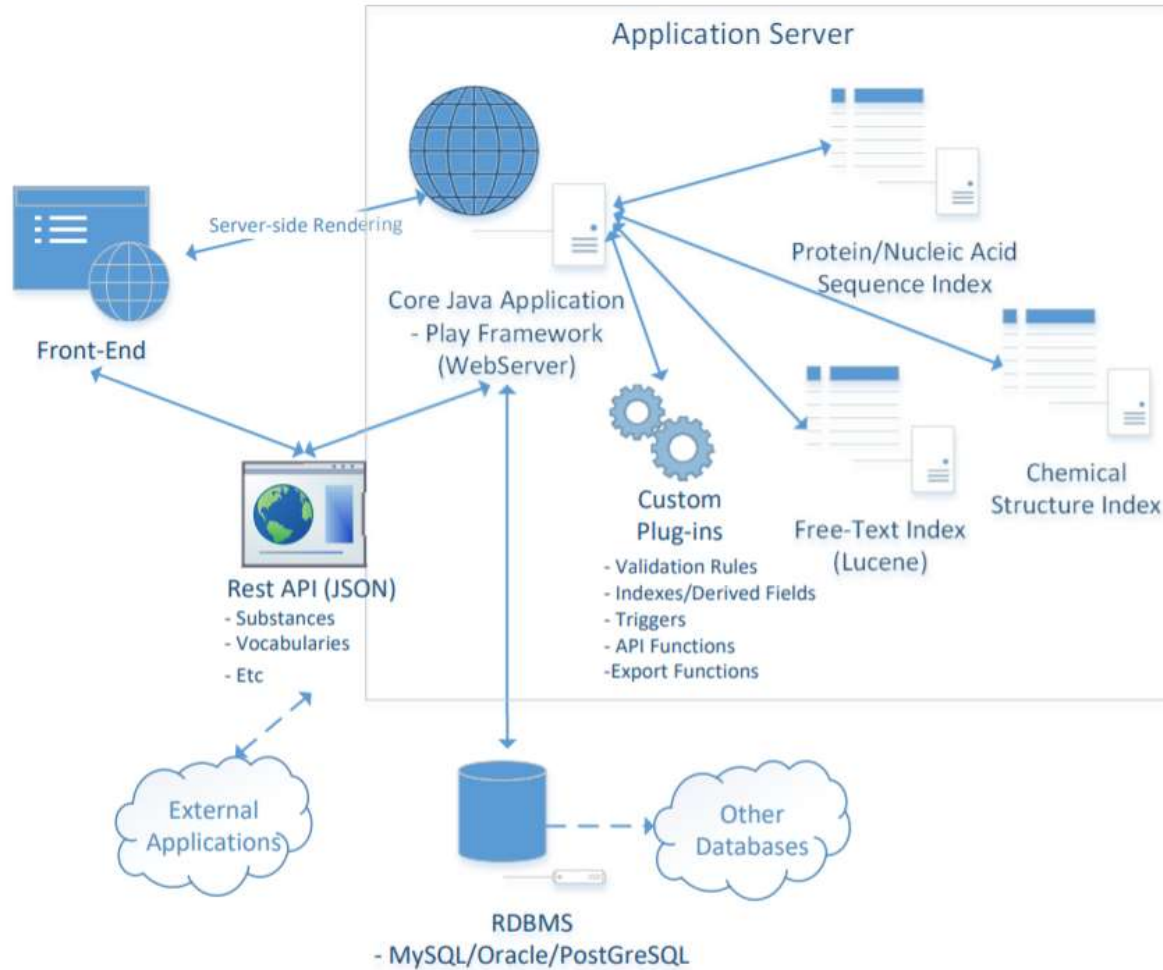 Application Server
Server-side Rendering
Front-End
Core Java Application
- Play Framework
(WebServer)
Protein/Nucleic Acid
Sequence Index
Chemical
Structure Index
Free-Text Index
(Lucene)
Custom
Plug-ins
- Validation Rules
- Indexes/Derived Fields
- Triggers
- API Functions
-Export Functions
Rest API (JSON)
- Substances
- Vocabularies
- Etc
External
Applications
Other
Databases
RDBMS
- MySQL/Oracle/PostGreSQL